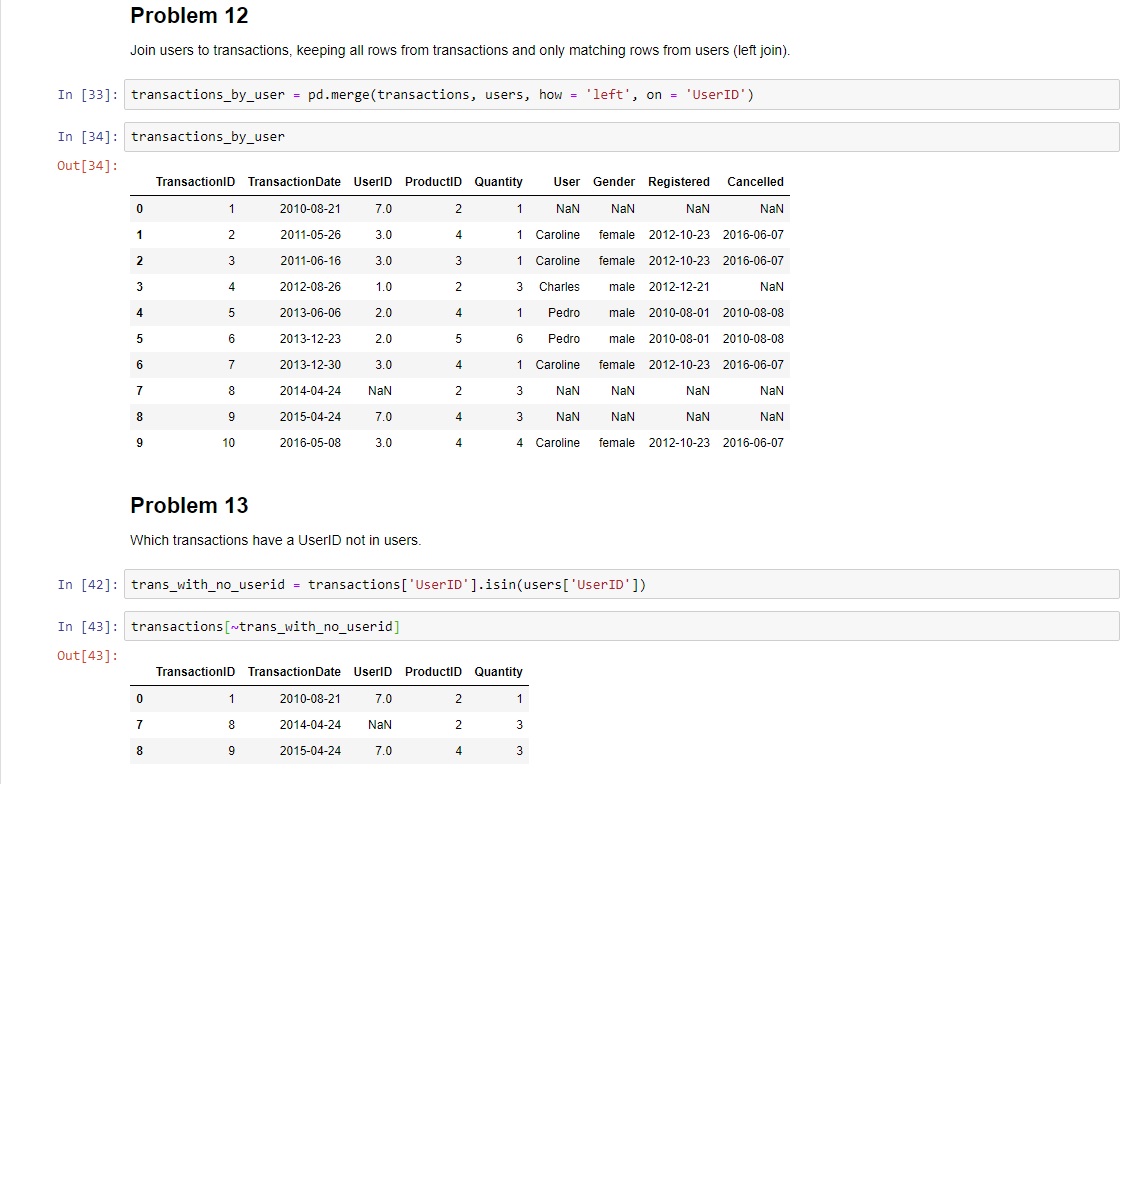 Problem 12
Join users to transactions, keeping all rows from transactions and only matching rows from users (left join).
In [33]: transactions_by_user = pd.merge(transactions, users, how = 'left', on = 'UserID')
In [34]: transactions_by_user
Out[34]:
TransactionID TransactionDate UserID ProductID Quantity User Gender Registered Cancelled
0 1 2010-08-21 7.0 2 1 NaN NaN NaN NaN
1 2 2011-05-26 3.0 4 1 Caroline female 2012-10-23 2016-06-07
2 3 2011-06-16 3.0 3 1 Caroline female 2012-10-23 2016-06-07
3 4 2012-08-26 1.0 2 3 Charles male 2012-12-21 NaN
4 5 2013-06-06 2.0 4 1 Pedro male 2010-08-01 2010-08-08
5 6 2013-12-23 2.0 5 6 Pedro male 2010-08-01 2010-08-08
6 7 2013-12-30 3.0 4 1 Caroline female 2012-10-23 2016-06-07
7 8 2014-04-24 NaN 2 3 NaN NaN NaN NaN
8 9 2015-04-24 7.0 4 3 NaN NaN NaN NaN
9 10 2016-05-08 3.0 4 4 Caroline female 2012-10-23 2016-06-07
Problem 13
Which transactions have a UserID not in users.
In [42]: trans_with_no_userid = transactions['UserID'].isin(users['UserID'])
In [43]: transactions[~trans_with_no_userid]
Out[43]:
TransactionID TransactionDate UserID ProductID Quantity
0 1 2010-08-21 7.0 2 1
7 8 2014-04-24 NaN 2 3
8 9 2015-04-24 7.0 4 3